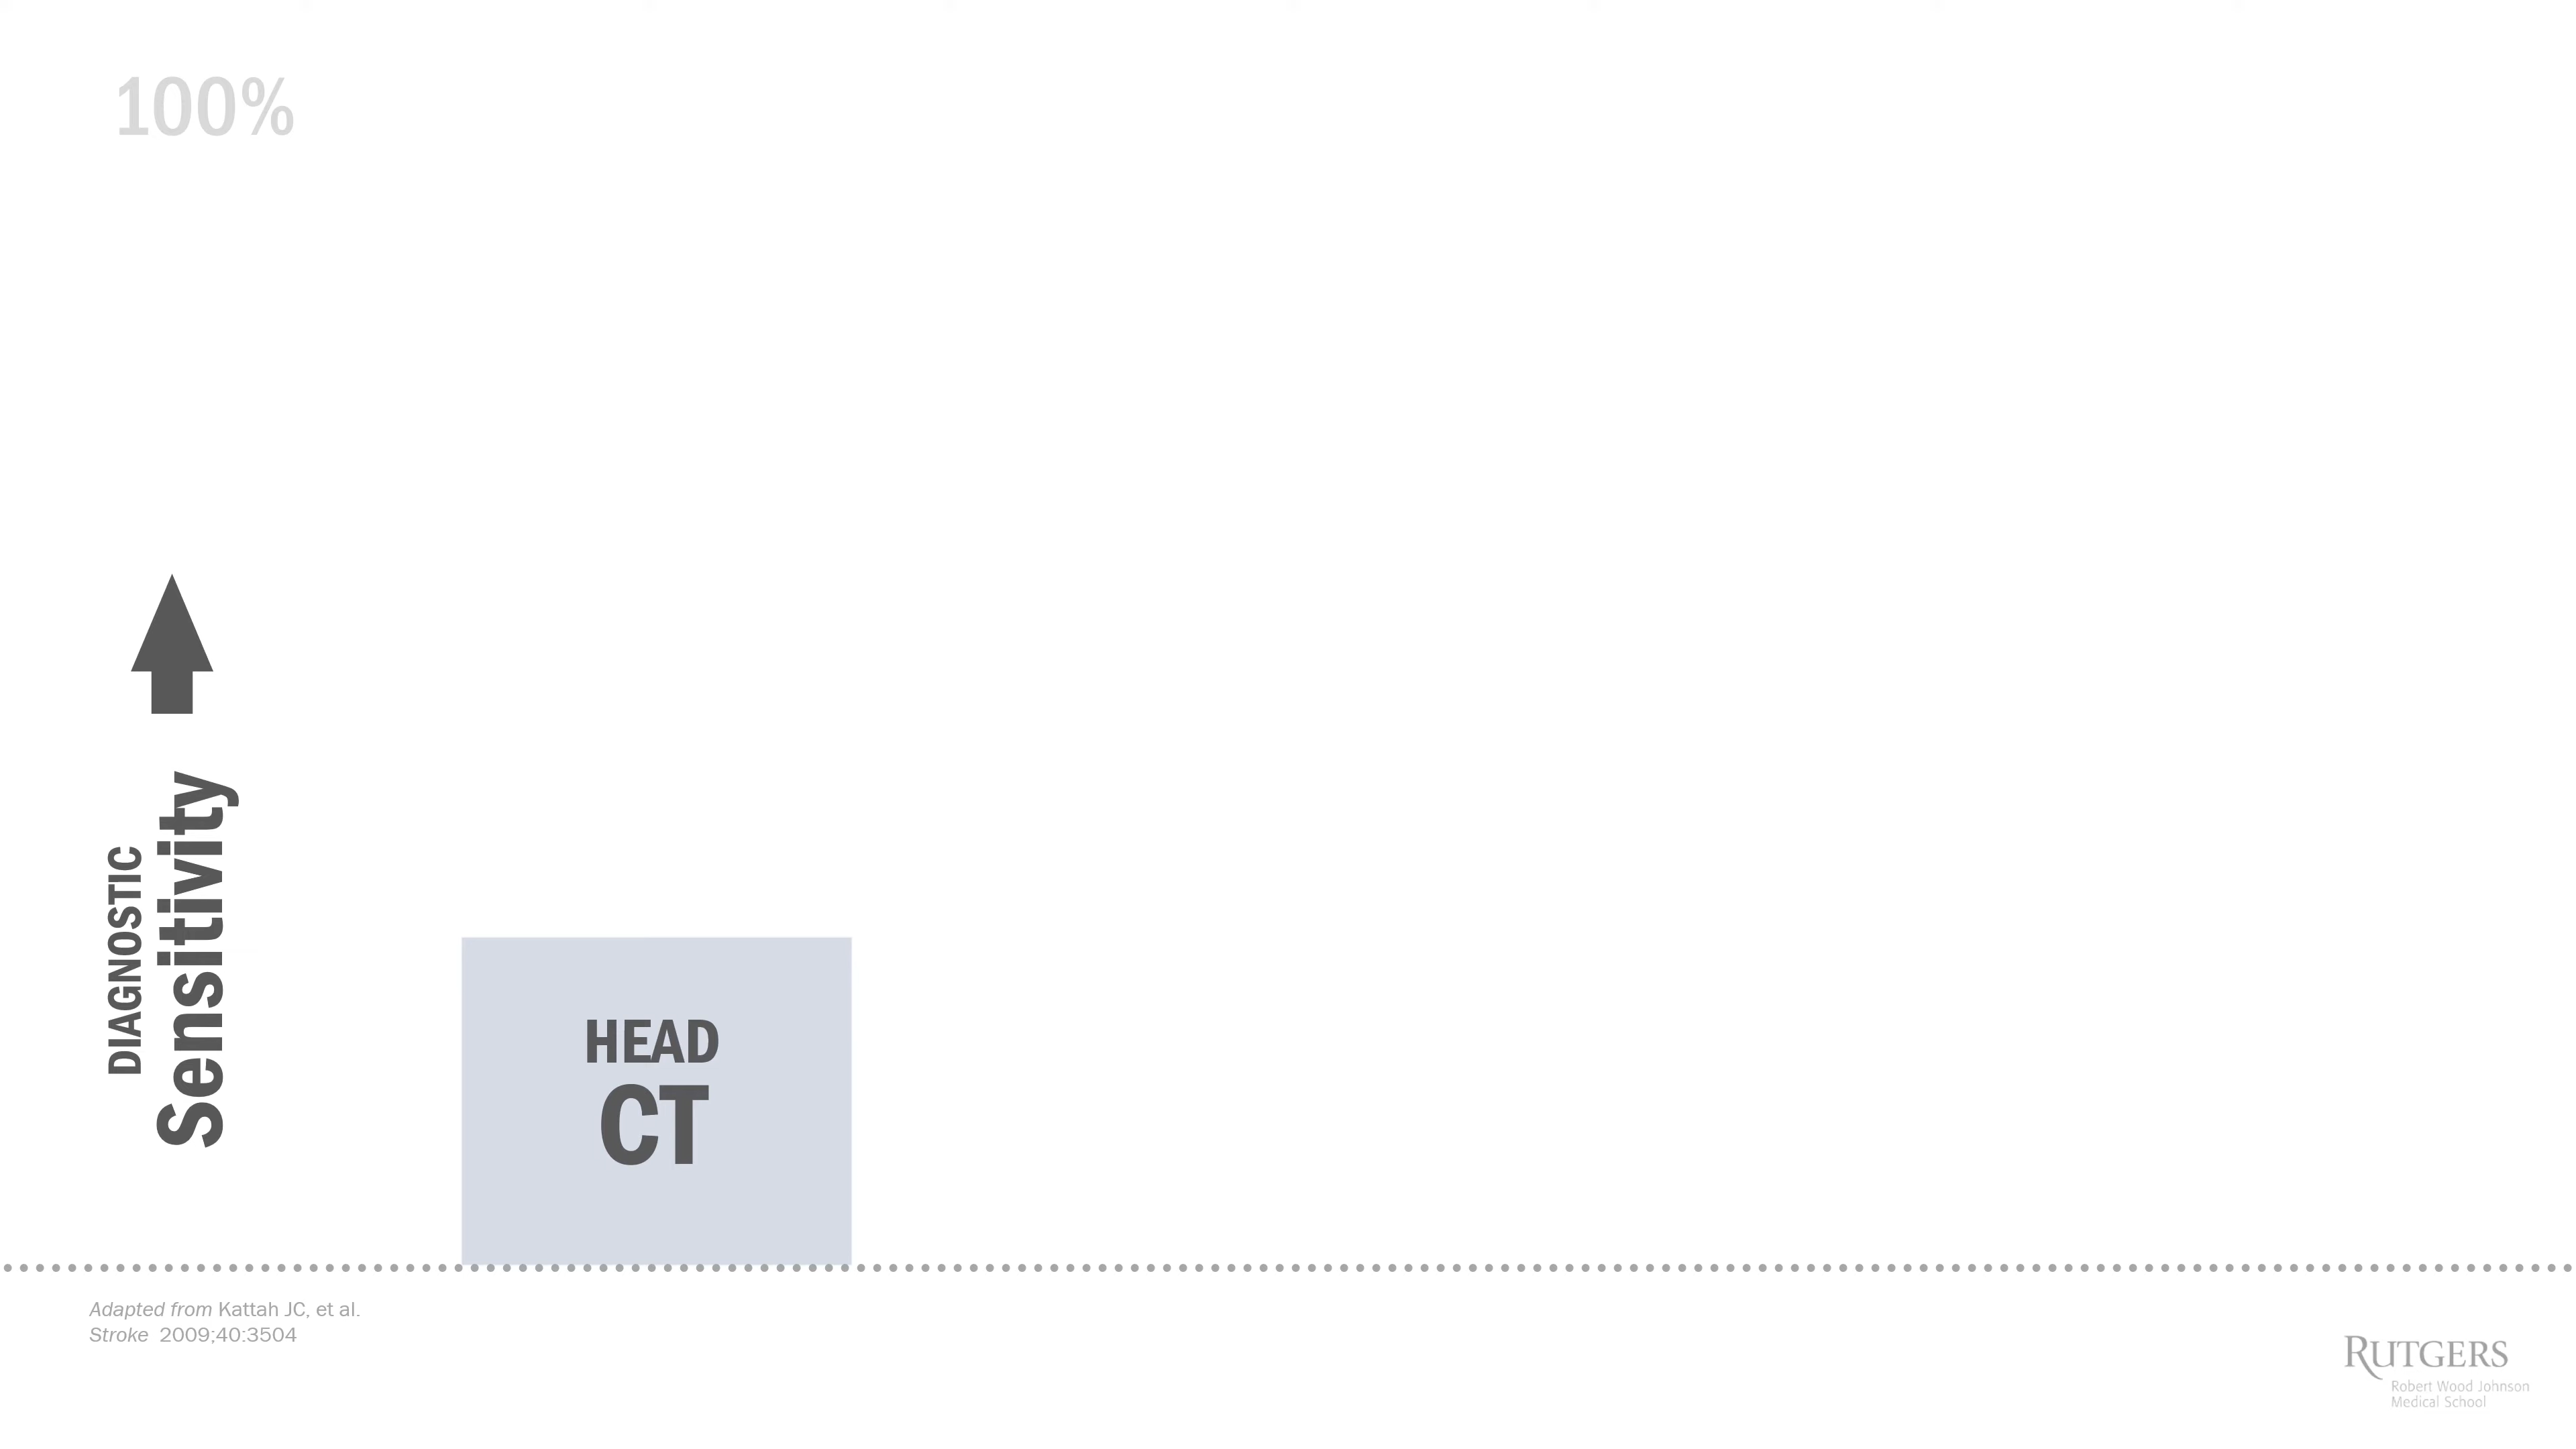 100%
DIAGNOSTIC
Sensitivity
HEAD
CT
Adapted from Kattah JC, et al.
Stroke 2009;40:3504
RUTGERS
Robert Wood Johnson
Medical School